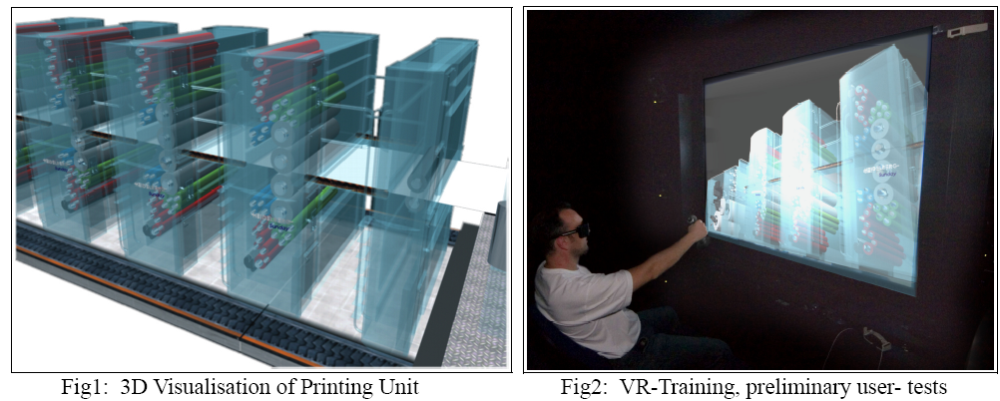 Fig1:  3D Visualisation of Printing Unit
Fig2:  VR-Training, preliminary user- tests